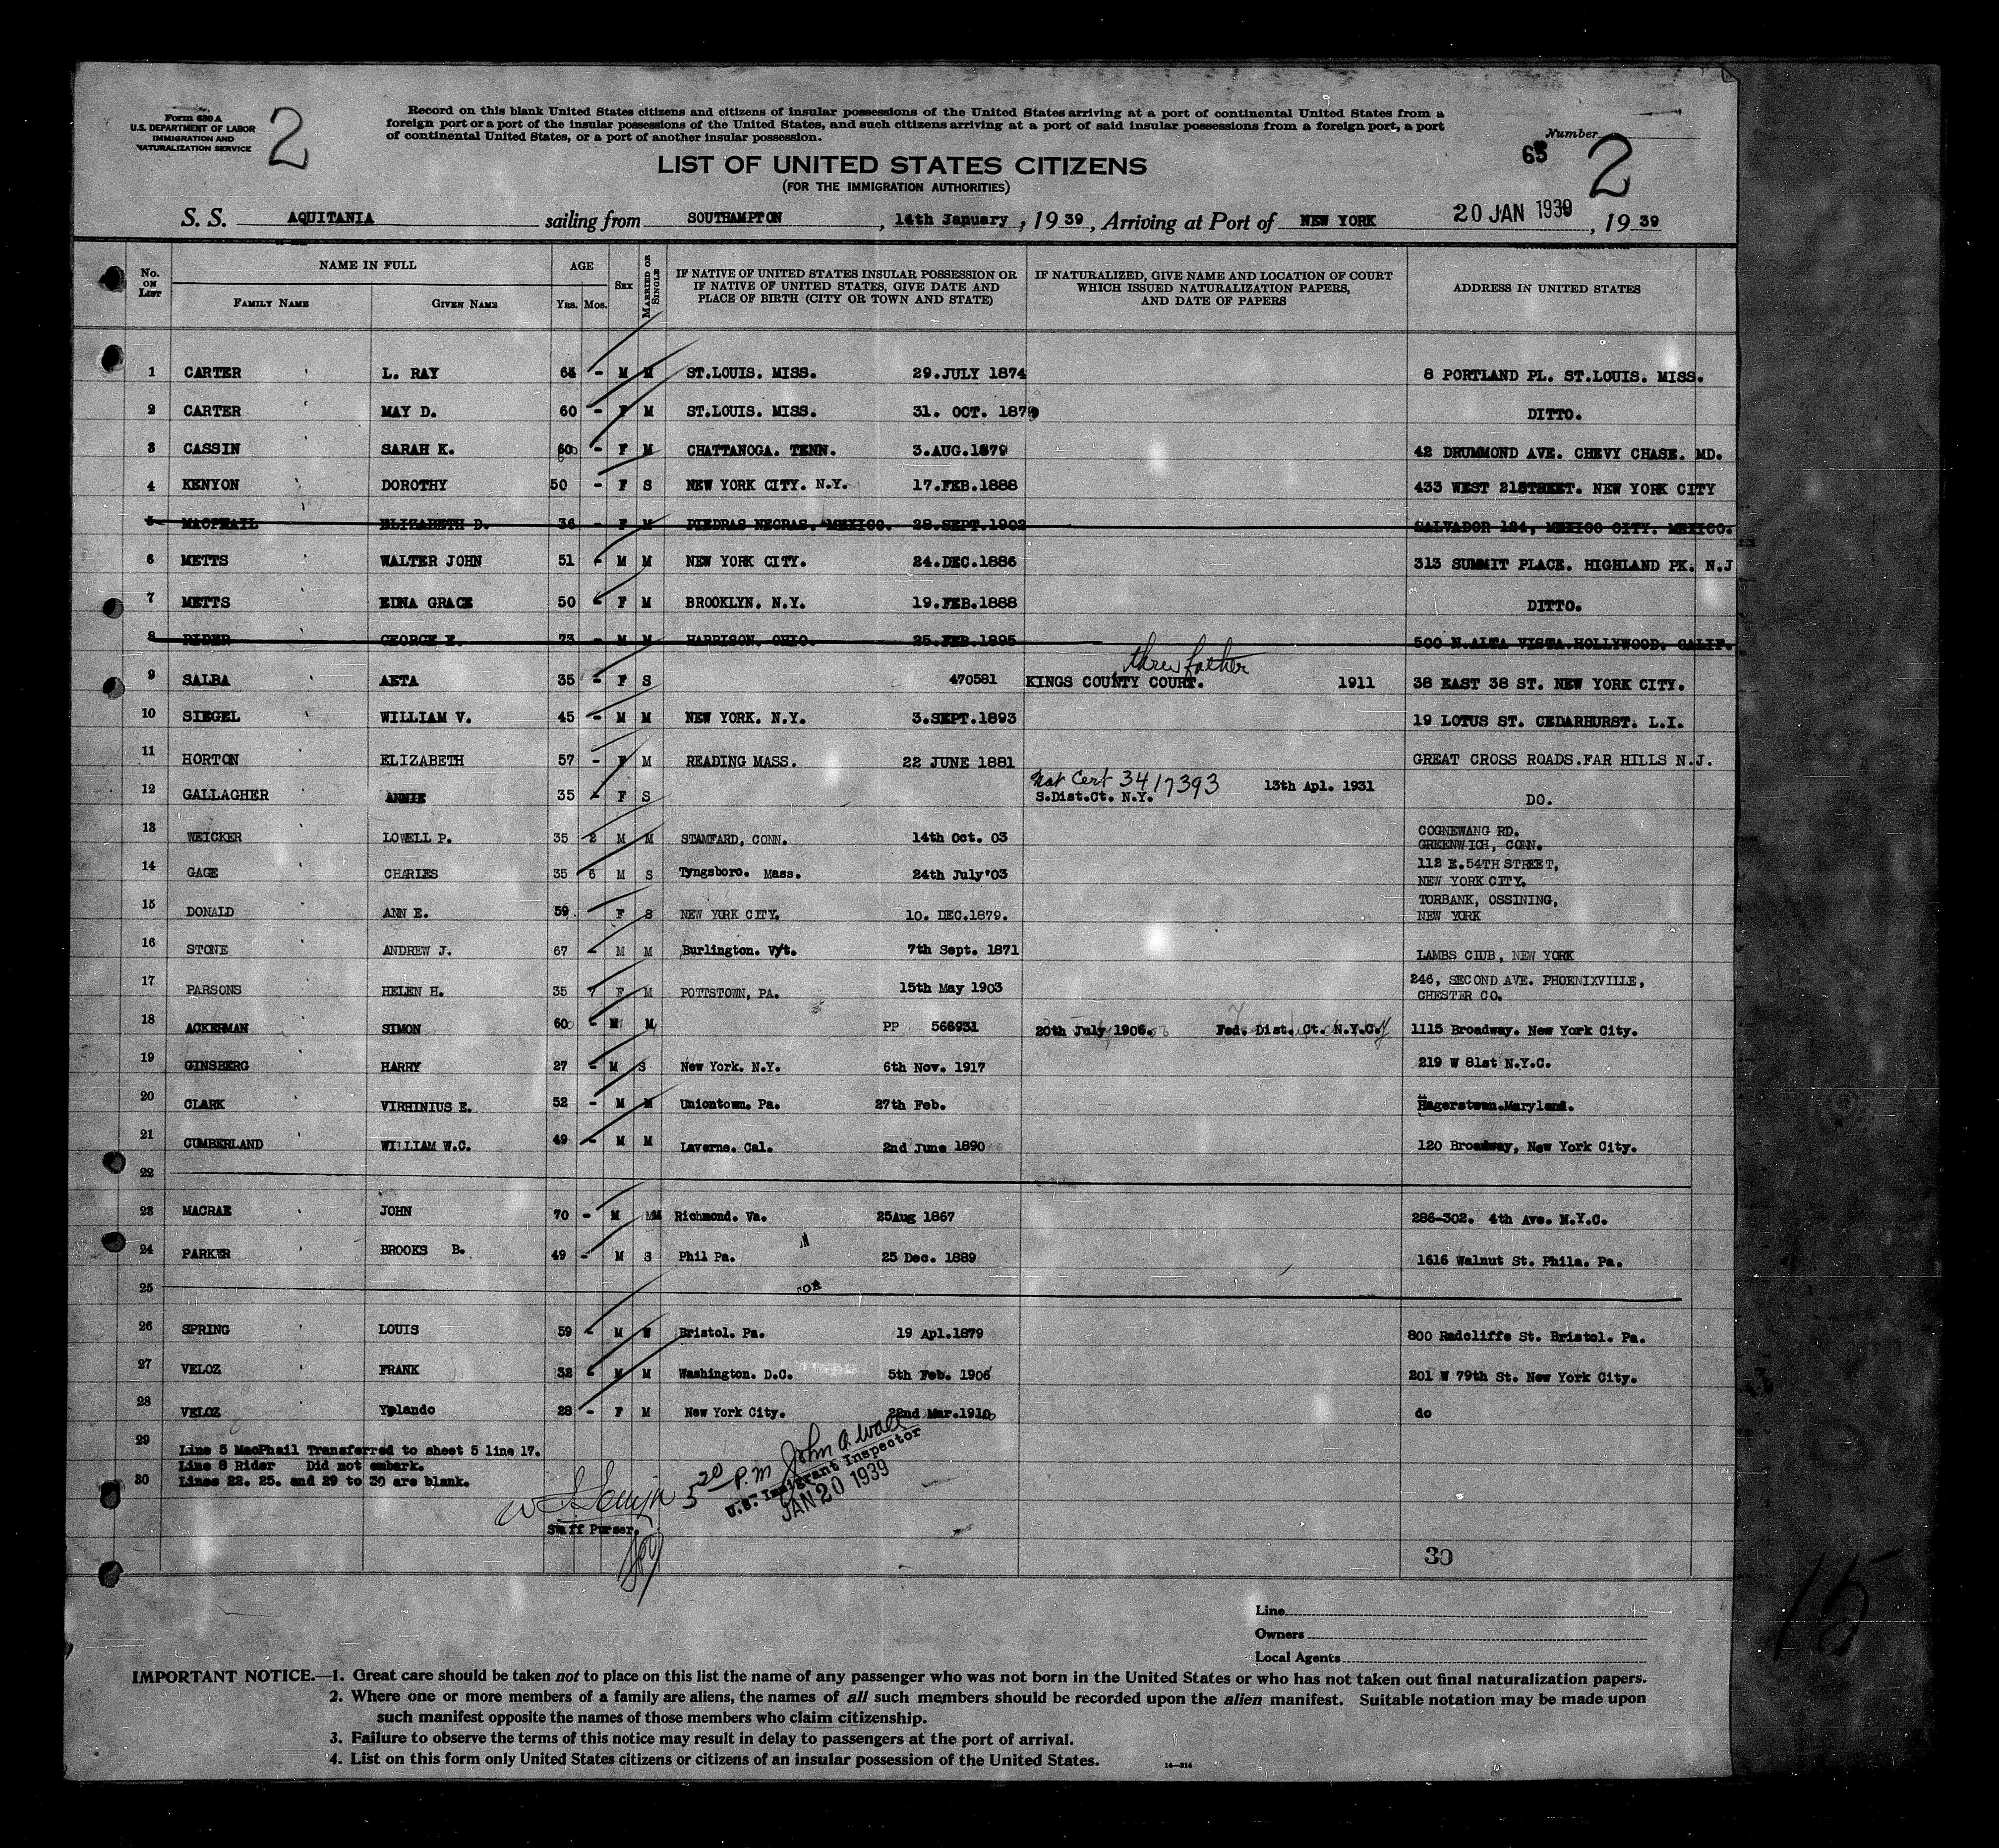 Form 630 A
U.S. DEPARTMENT OF LABOR
IMMIGRATION AND
NATURALIZATION SERVICE
2
Record on this blank United States citizens and citizens of insular possessions of the United States arriving at a port of continental United States from a
foreign port or a port of the insular possessions of the United States, and such citizens arriving at a port of said insular possessions from a foreign port, a port
of continental United States, or a port of another insular possession.
Number
63
2
LIST OF UNITED STATES CITIZENS
(FOR THE IMMIGRATION AUTHORITIES)
S. S. AQUITANIA sailing from SOUTHAMPTON, 14th January, 1939, Arriving at Port of NEW YORK 20 JAN 1939, 1939
No. ON LIST NAME IN FULL AGE SEX MARRIED OR SINGLE IF NATIVE OF UNITED STATES INSULAR POSSESSION OR IF NATIVE OF UNITED STATES, GIVE DATE AND PLACE OF BIRTH (CITY OR TOWN AND STATE) IF NATURALIZED, GIVE NAME AND LOCATION OF COURT WHICH ISSUED NATURALIZATION PAPERS, AND DATE OF PAPERS ADDRESS IN UNITED STATES
FAMILY NAME GIVEN NAME YRS. MOS.
1 CARTER L. RAY 64 - M M ST.LOUIS. MISS. 29.JULY 1874 8 PORTLAND PL. ST.LOUIS. MISS.
2 CARTER MAY D. 60 - F M ST.LOUIS. MISS. 31. OCT. 1879 DITTO.
3 CASSIN SARAH K. 60 - F M CHATTANOGA. TENN. 3.AUG.1879 42 DRUMMOND AVE. CHEVY CHASE. MD.
4 KENYON DOROTHY 50 - F S NEW YORK CITY. N.Y. 17.FEB.1888 433 WEST 21STREET. NEW YORK CITY
5 MACPHAIL ELIZABETH D. 36 - F M PIEDRAS NEGRAS. MEXICO. 28.SEPT.1902 SALVADOR 124, MEXICO CITY. MEXICO.
6 METTS WALTER JOHN 51 - M M NEW YORK CITY. 24.DEC.1886 313 SUMMIT PLACE. HIGHLAND PK. N.J
7 METTS EDNA GRACE 50 - F M BROOKLYN. N.Y. 19.FEB.1888 DITTO.
8 RIDER GEORGE E. 73 - M M HARRISON. OHIO. 25.FEB.1895 500 N.ALTA VISTA.HOLLYWOOD. CALIF.
threw father
9 SALBA AETA 35 - F S 470581 KINGS COUNTY COURT. 1911 38 EAST 38 ST. NEW YORK CITY.
10 SIEGEL WILLIAM V. 45 - M M NEW YORK. N.Y. 3.SEPT.1893 19 LOTUS ST. CEDARHURST. L.I.
11 HORTON ELIZABETH 57 - F M READING MASS. 22 JUNE 1881 GREAT CROSS ROADS.FAR HILLS N.J.
Nat Cert 3417393
12 GALLAGHER ANNIE 35 - F S S.Dist.Ct. N.Y. 13th Apl. 1931 DO.
13 WEICKER LOWELL P. 35 2 M M STAMFARD, CONN. 14th Oct. 03 COGNEWANG RD.
GREENWICH, CONN.
14 GAGE CHARLES 35 6 M S Tyngsboro. Mass. 24th July'03 112 E.54TH STREET,
NEW YORK CITY.
15 DONALD ANN E. 59. F S NEW YORK CITY. 10. DEC.1879. TORBANK, OSSINING,
NEW YORK
16 STONE ANDREW J. 67 - M M Burlington. V/t. 7th Sept. 1871 LAMBS CLUB, NEW YORK
17 PARSONS HELEN H. 35 7 F M POTTSTOWN, PA. 15th May 1903 246, SECOND AVE. PHOENIXVILLE,
CHESTER CO.
18 ACKERMAN SIMON 60 - M M PP 566931 20th July 1906. Fed. Dist. Ct. N.Y.C. 1115 Broadway. New York City.
19 GINSBERG HARRY 27 - M S New York. N.Y. 6th Nov. 1917 219 W 81st N.Y.C.
20 CLARK VIRHINIUS E. 52 - M M Uniontown. Pa. 27th Feb. Hagerstown.Maryland.
21 CUMBERLAND WILLIAM W.C. 49 - M M Laverne. Cal. 2nd June 1890 120 Broadway, New York City.
22
23 MACRAE JOHN 70 - M MM Richmond. Va. 25Aug 1867 286-302. 4th Ave. N.Y.C.
24 PARKER BROOKS B. 49 - M S Phil Pa. 25 Dec. 1889 1616 Walnut St. Phila. Pa.
25
26 SPRING LOUIS 59 - M W Bristol. Pa. 19 Apl.1879 800 Radcliffe St. Bristol. Pa.
27 VELOZ FRANK 32 - M M Washington. D.C. 5th Feb. 1906 201 W 79th St. New York City.
28 VELOZ Yolando 28 - F M New York City. 22nd Mar.1910 do
29
Line 5 MacPhail Transferred to sheet 5 line 17.
Line 8 Rider Did not embark.
30 Lines 22. 25. and 29 to 30 are blank.
Staff Purser.
5 20 P.m John A Wall
U.S. Immigrant Inspector
JAN 20 1939
30
15
Line
Owners
Local Agents
IMPORTANT NOTICE.—1. Great care should be taken not to place on this list the name of any passenger who was not born in the United States or who has not taken out final naturalization papers.
2. Where one or more members of a family are aliens, the names of all such members should be recorded upon the alien manifest. Suitable notation may be made upon
such manifest opposite the names of those members who claim citizenship.
3. Failure to observe the terms of this notice may result in delay to passengers at the port of arrival.
4. List on this form only United States citizens or citizens of an insular possession of the United States.
14—814